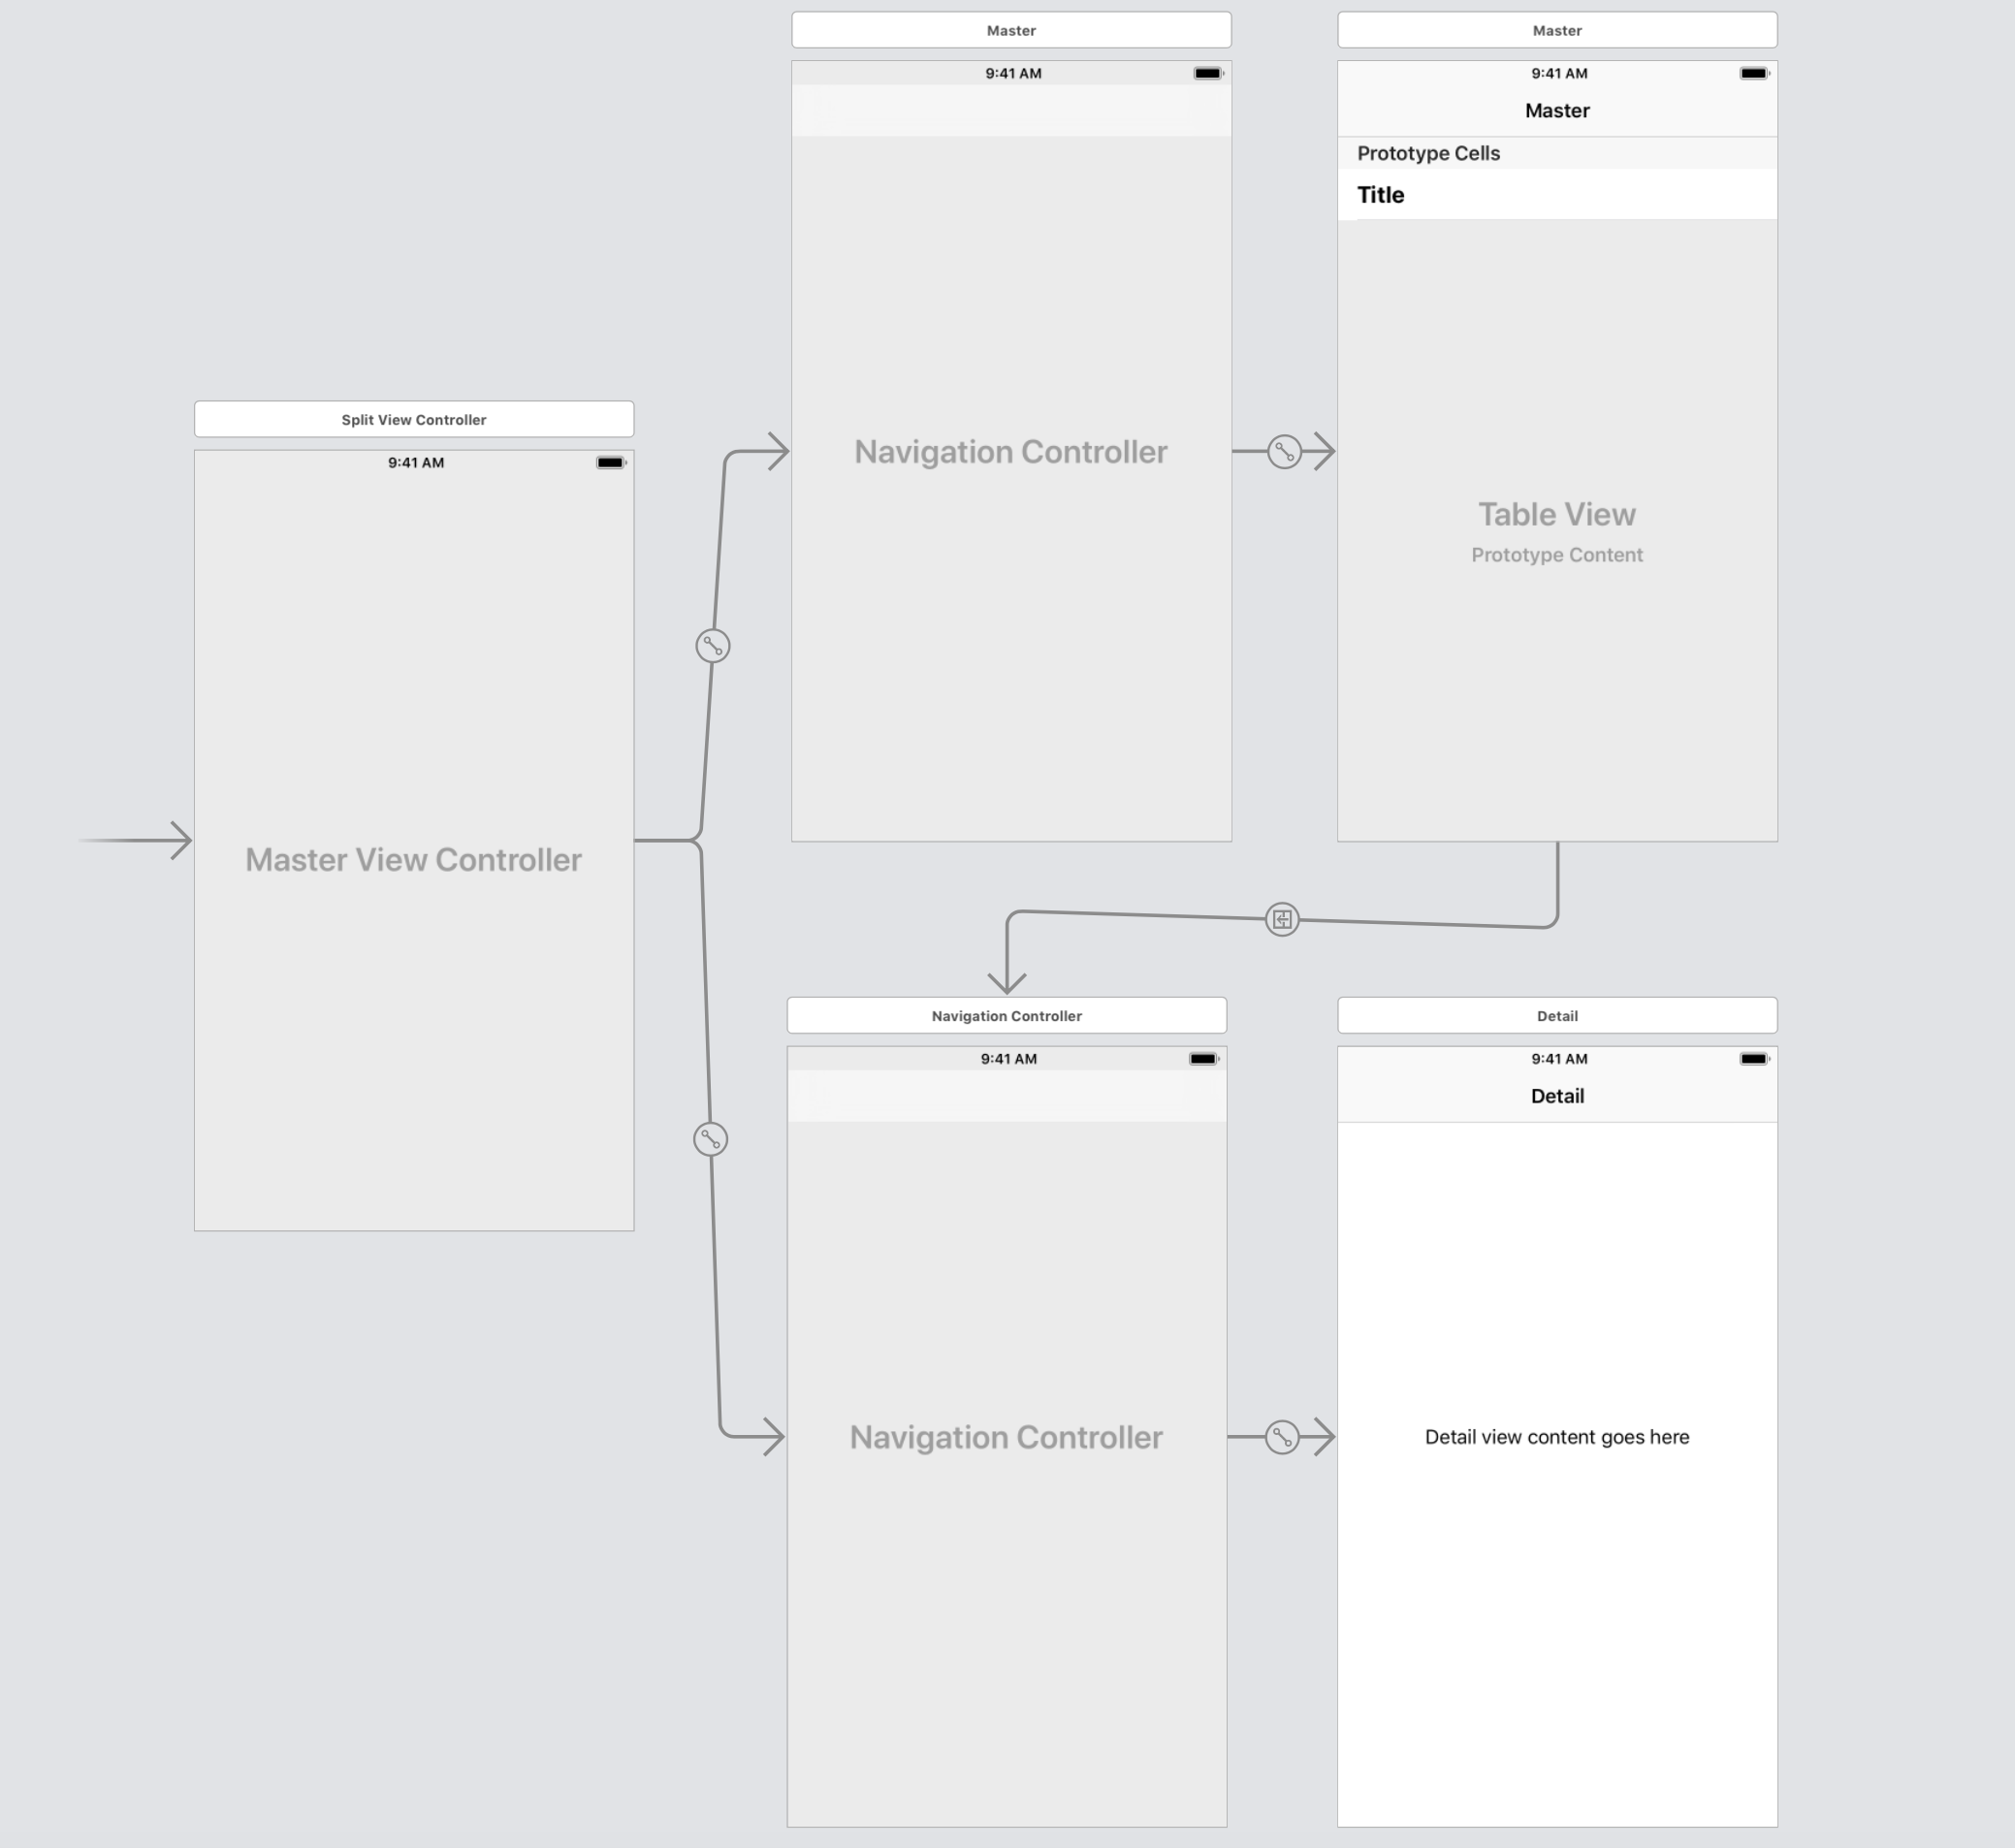 Master
9:41 AM
Navigation Controller
Master
9:41 AM
Master
Prototype Cells
Title
Table View
Prototype Content
Split View Controller
9:41 AM
Master View Controller
Navigation Controller
9:41 AM
Navigation Controller
Detail
9:41 AM
Detail
Detail view content goes here